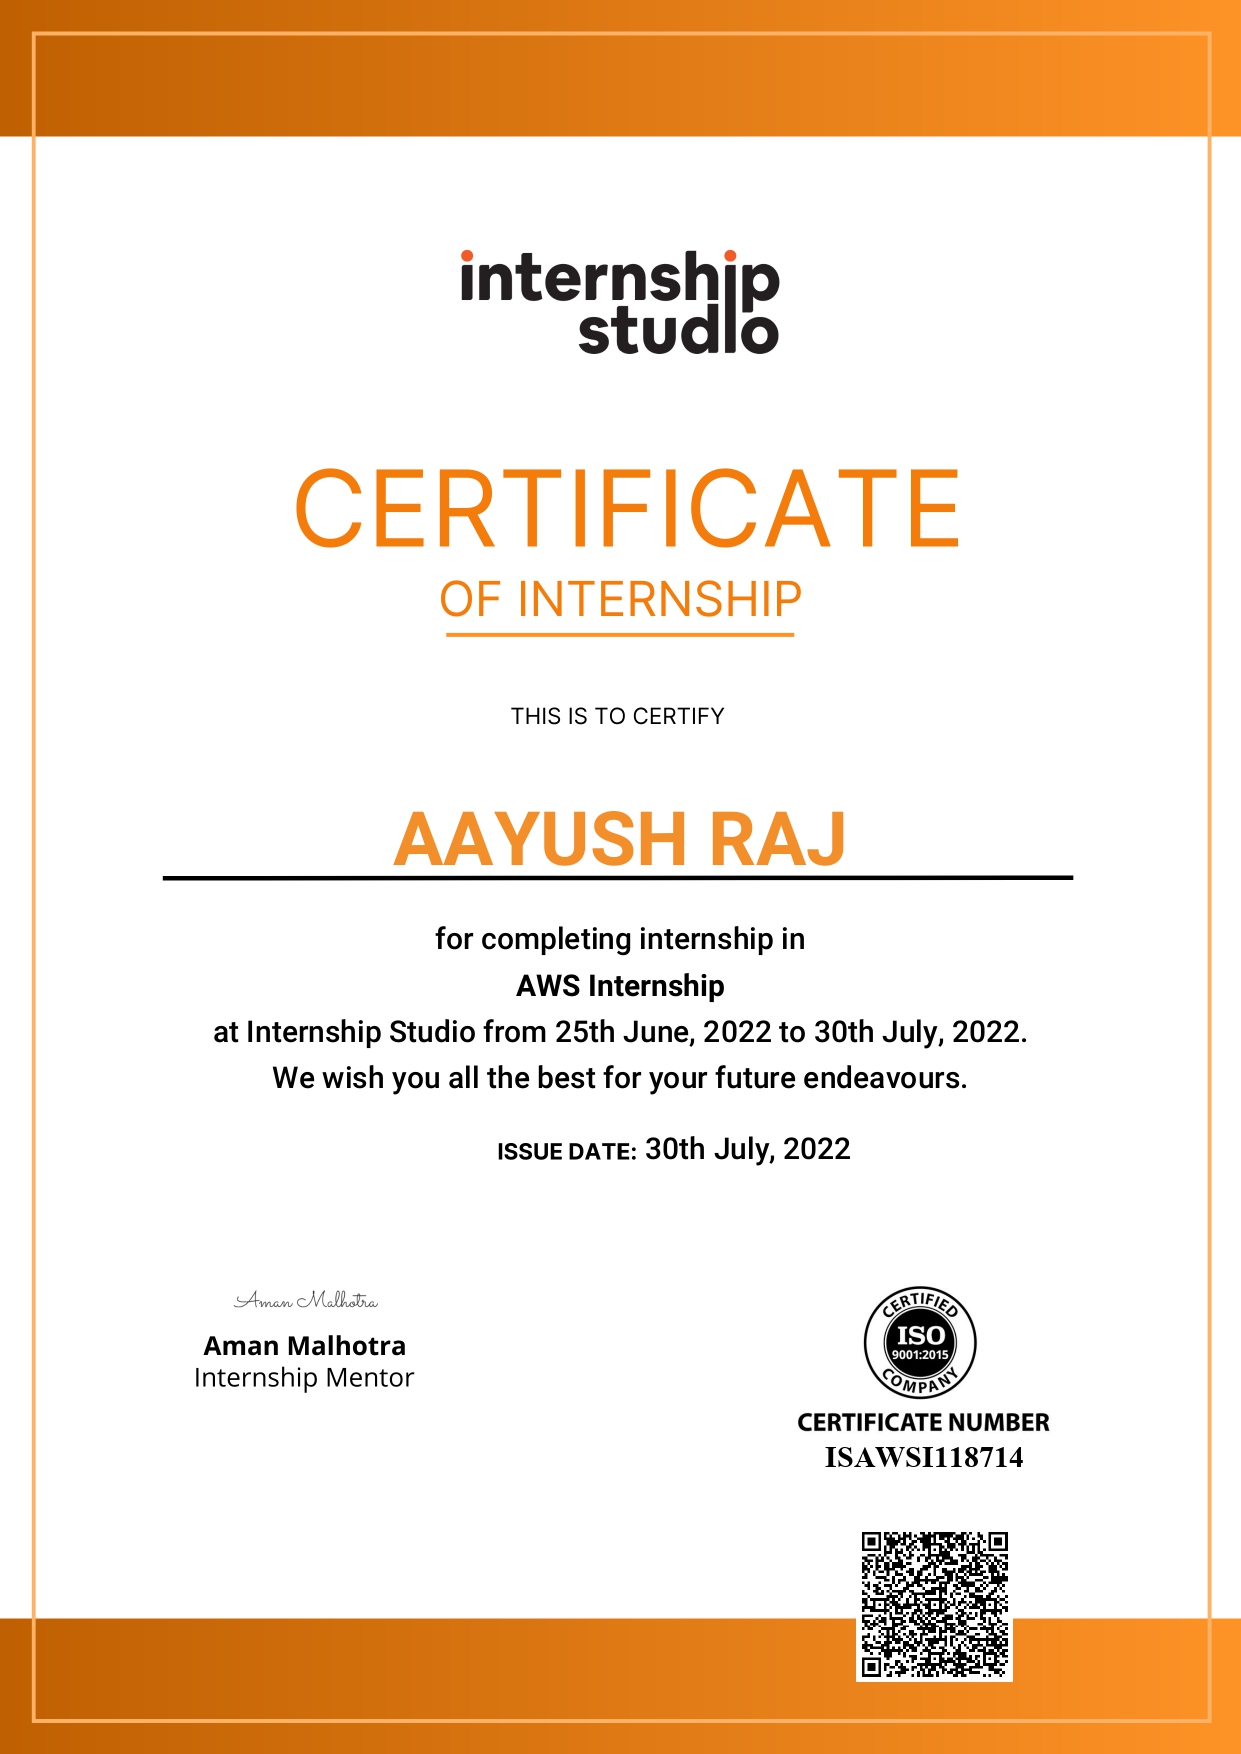 internship
studio
CERTIFICATE
OF INTERNSHIP
THIS IS TO CERTIFY
AAYUSH RAJ
for completing internship in
AWS Internship
at Internship Studio from 25th June, 2022 to 30th July, 2022.
We wish you all the best for your future endeavours.
ISSUE DATE: 30th July, 2022
Aman Malhotra
Aman Malhotra
Internship Mentor
CERTIFIED
ISO
9001:2015
COMPANY
CERTIFICATE NUMBER
ISAWSI118714